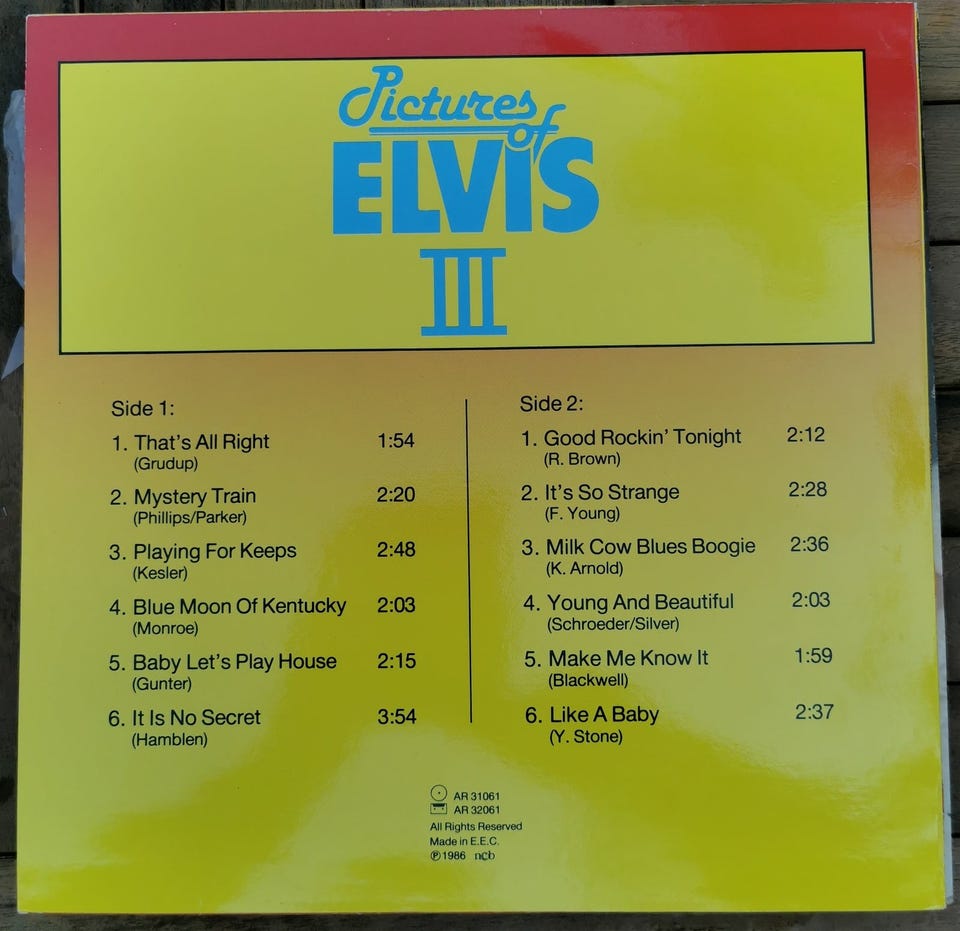 Pictures
of
ELVIS
III
Side 1:
1. That's All Right 1:54
(Grudup)
2. Mystery Train 2:20
(Phillips/Parker)
3. Playing For Keeps 2:48
(Kesler)
4. Blue Moon Of Kentucky 2:03
(Monroe)
5. Baby Let's Play House 2:15
(Gunter)
6. It Is No Secret 3:54
(Hamblen)
Side 2:
1. Good Rockin' Tonight 2:12
(R. Brown)
2. It's So Strange 2:28
(F. Young)
3. Milk Cow Blues Boogie 2:36
(K. Arnold)
4. Young And Beautiful 2:03
(Schroeder/Silver)
5. Make Me Know It 1:59
(Blackwell)
6. Like A Baby 2:37
(Y. Stone)
AR 31061
AR 32061
All Rights Reserved
Made in E.E.C.
℗ 1986 ncb